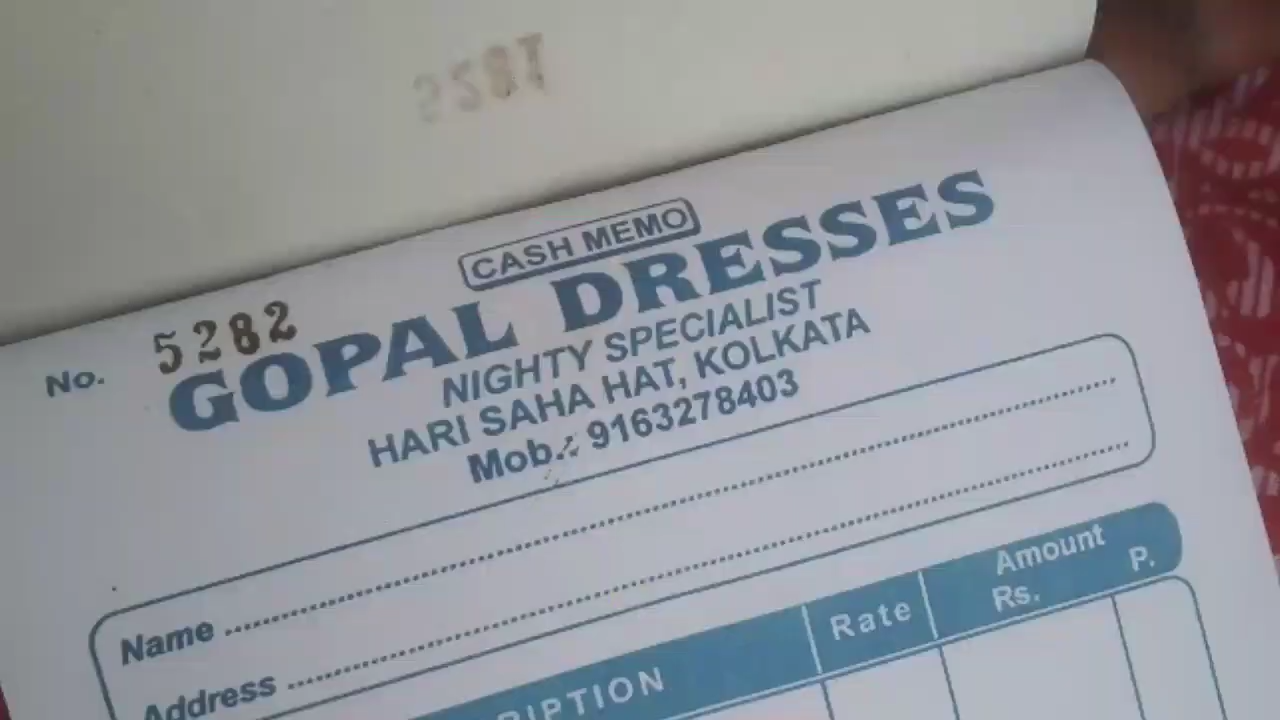 5281
CASH MEMO
No. 5282
GOPAL DRESSES
NIGHTY SPECIALIST
HARI SAHA HAT, KOLKATA
Mob.: 9163278403
Name
Address
Rate
Amount
Rs. P.